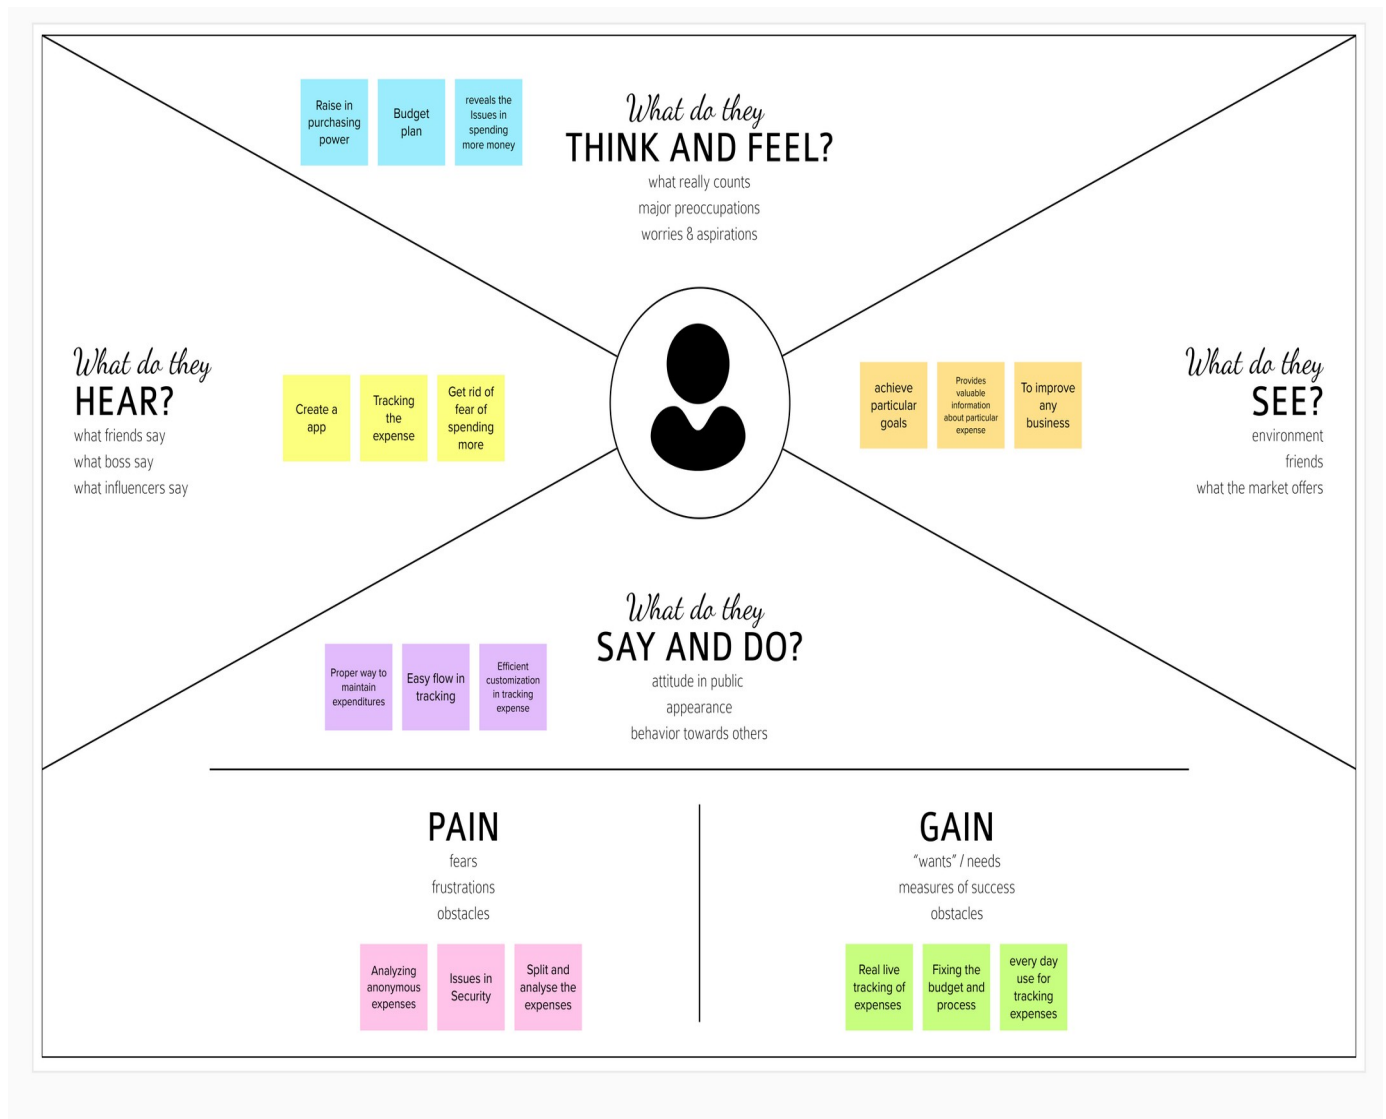 Raise in
purchasing
power
Budget
plan
reveals the
Issues in
spending
more money
What do they
THINK AND FEEL?
what really counts
major preoccupations
worries & aspirations
What do they
HEAR?
what friends say
what boss say
what influencers say
Create a
app
Tracking
the
expense
Get rid of
fear of
spending
more
achieve
particular
goals
Provides
valuable
information
about particular
expense
To improve
any
business
What do they
SEE?
environment
friends
what the market offers
Proper way to
maintain
expenditures
Easy flow in
tracking
Efficient
customization
in tracking
expense
What do they
SAY AND DO?
attitude in public
appearance
behavior towards others
PAIN
fears
frustrations
obstacles
Analyzing
anonymous
expenses
Issues in
Security
Split and
analyse the
expenses
GAIN
“wants” / needs
measures of success
obstacles
Real live
tracking of
expenses
Fixing the
budget and
process
every day
use for
tracking
expenses